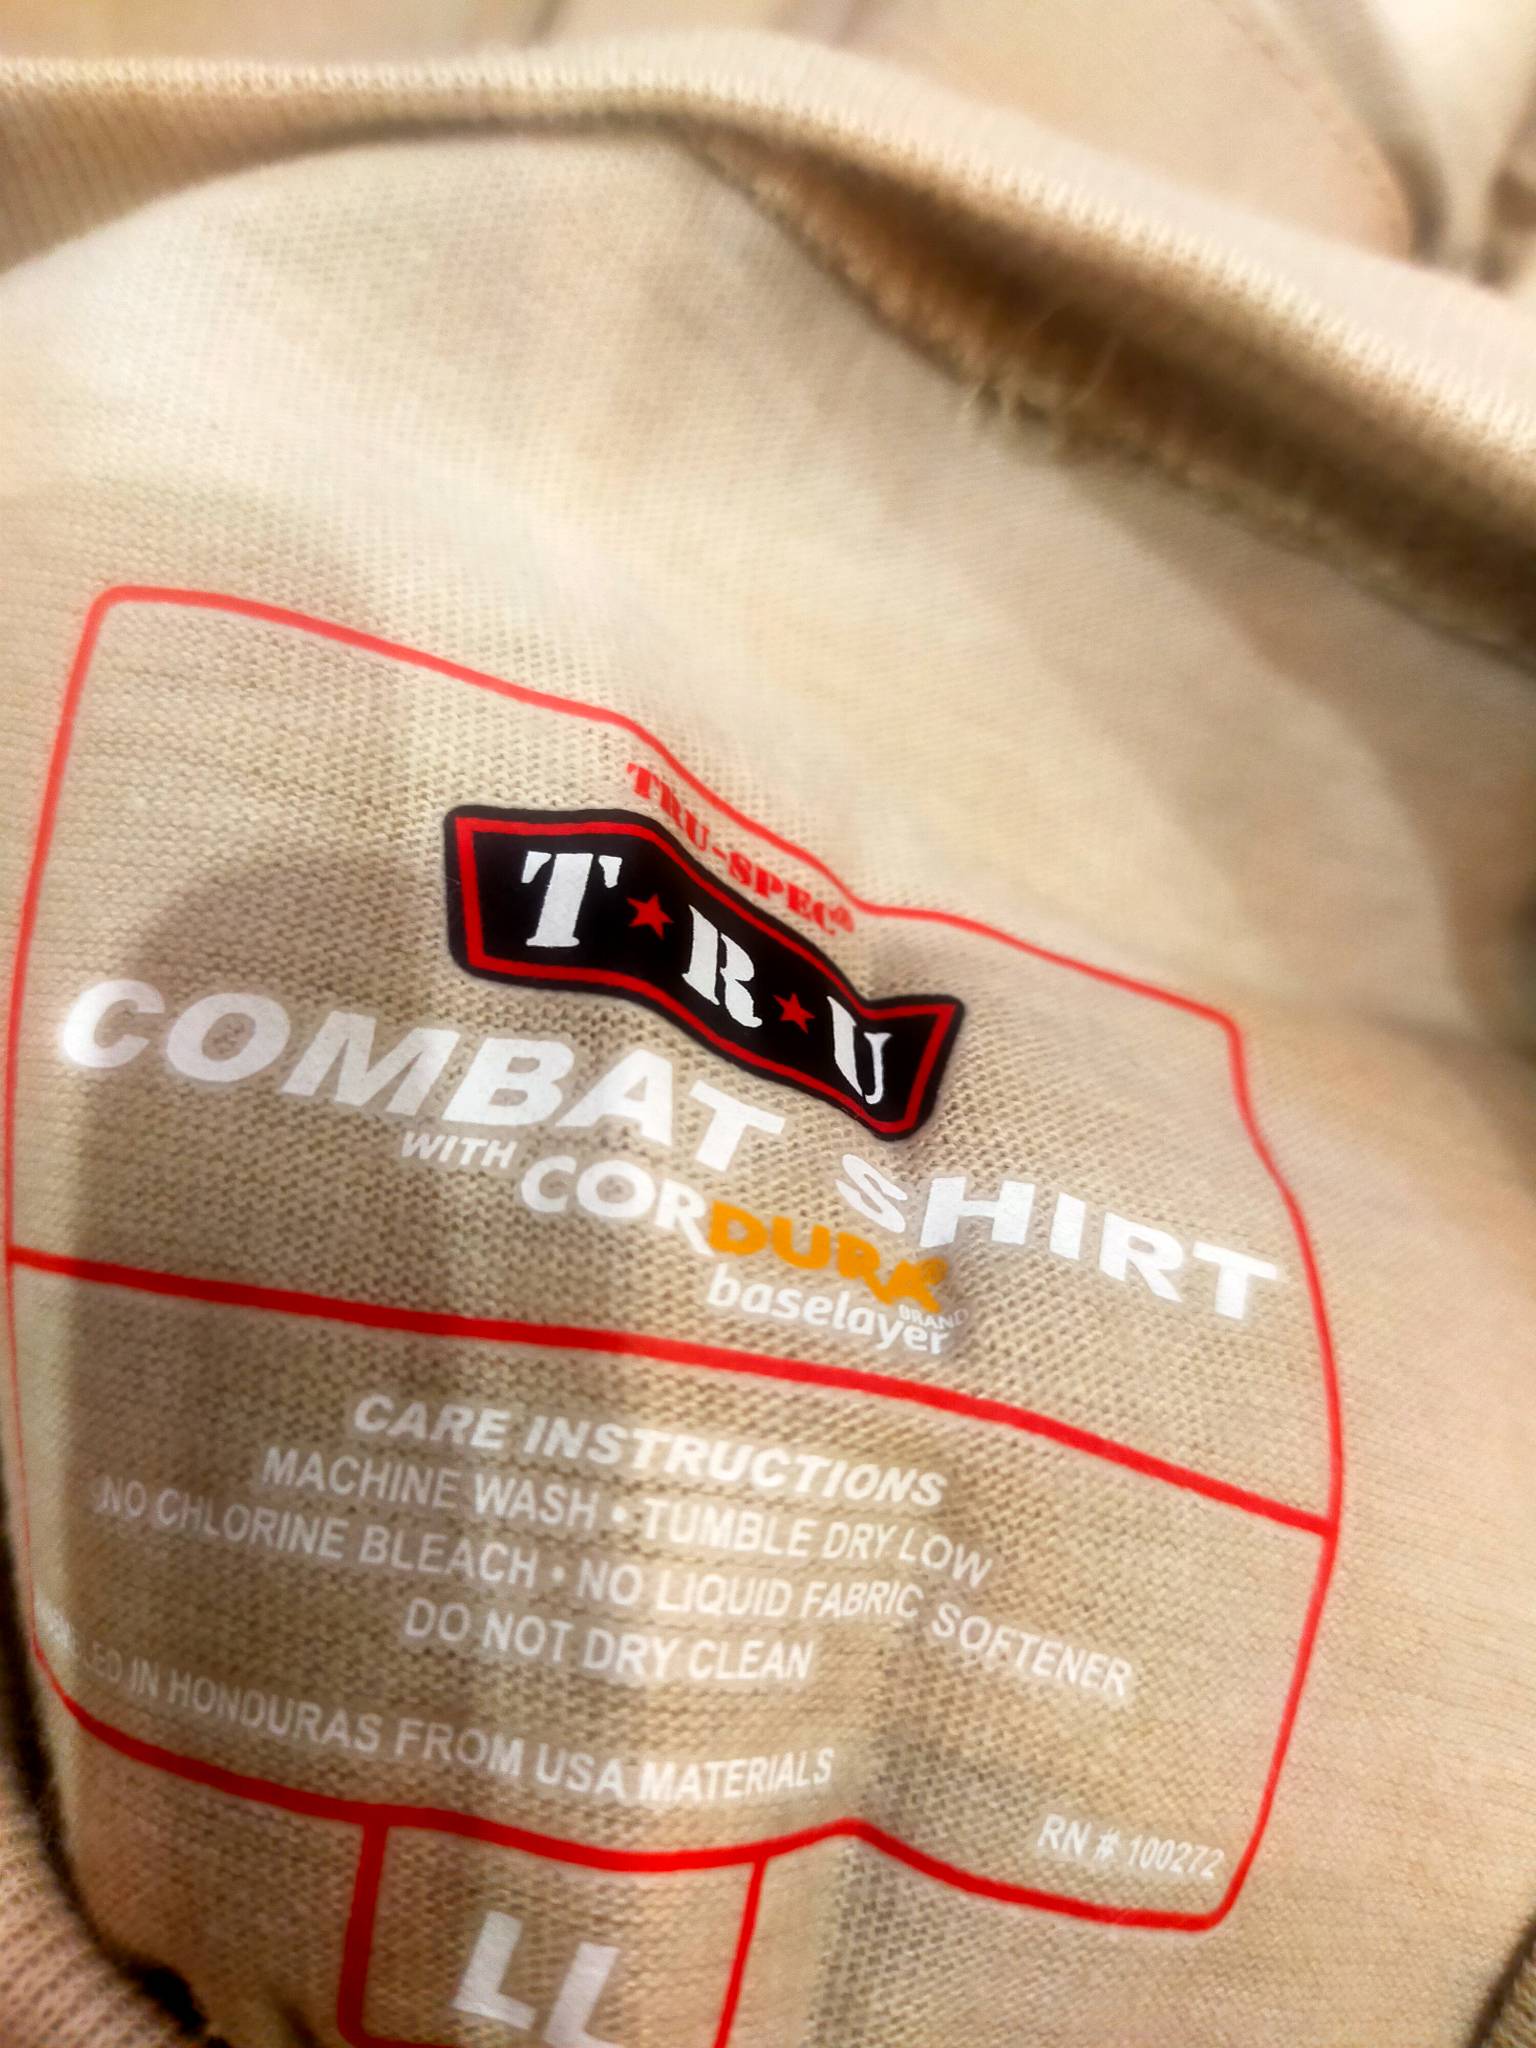 TRU-SPEC®
T★R★U
COMBAT SHIRT
WITH CORDURA®
BRAND
baselayer
CARE INSTRUCTIONS
MACHINE WASH • TUMBLE DRY LOW
NO CHLORINE BLEACH • NO LIQUID FABRIC SOFTENER
DO NOT DRY CLEAN
IN HONDURAS FROM USA MATERIALS
RN # 100272
LL